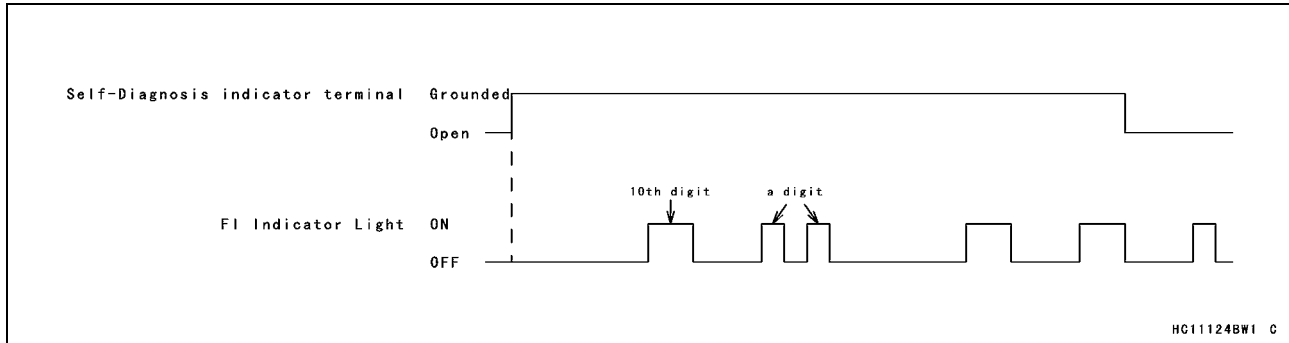 Self-Diagnosis indicator terminal Grounded
Open
10th digit a digit
FI Indicator Light ON
OFF
HC11124BW1 C